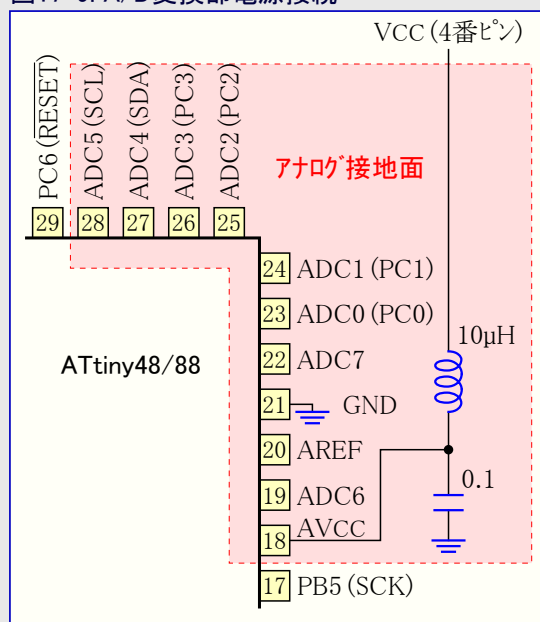 VCC(4番ピン)
PC6(RESET)
ADC5(SCL)
ADC4(SDA)
ADC3(PC3)
ADC2(PC2)
アナログ接地面
29
28
27
26
25
24 ADC1(PC1)
23 ADC0(PC0)
10μH
22 ADC7
ATtiny48/88
21 GND
20 AREF
0.1
19 ADC6
18 AVCC
17 PB5(SCK)